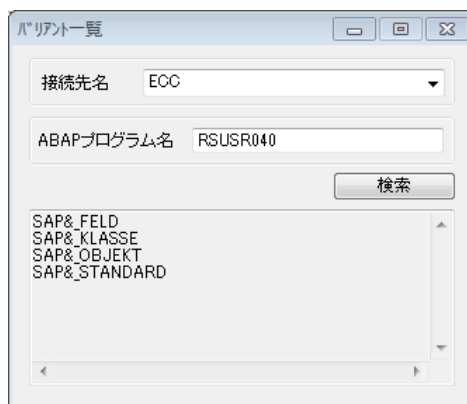 バリアント一覧
接続先名 ECC
ABAPプログラム名 RSUSR040
検索
SAP&_FELD
SAP&_KLASSE
SAP&_OBJEKT
SAP&_STANDARD